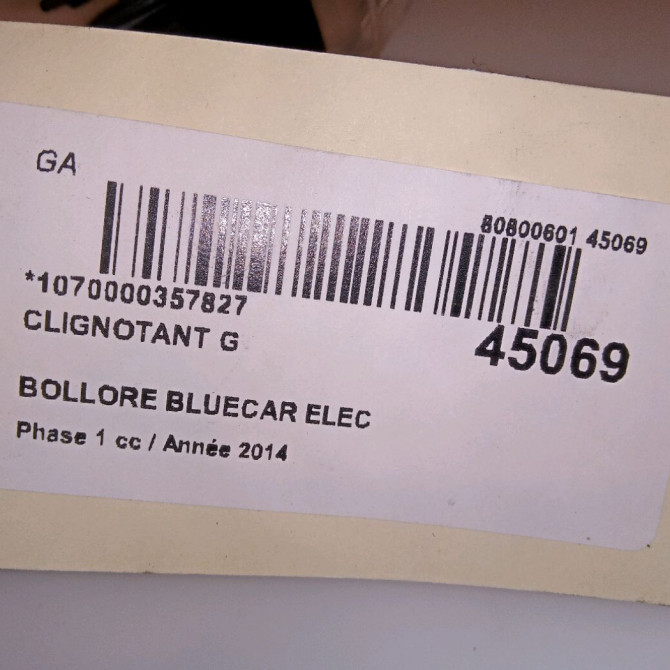 GA
80800601 45069
*1070000357827
CLIGNOTANT G
45069
BOLLORE BLUECAR ELEC
Phase 1 cc / Année 2014